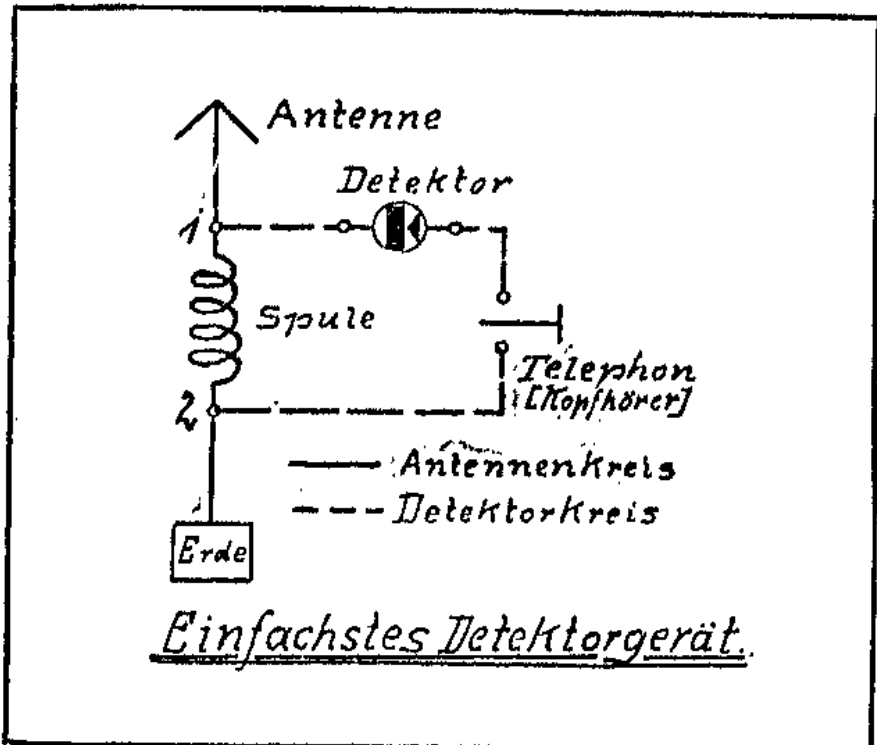 Antenne
Detektor
1
Spule
2
Telephon
[Kopfhörer]
Antennenkreis
Detektorkreis
Erde
Einfachstes Detektorgerät.